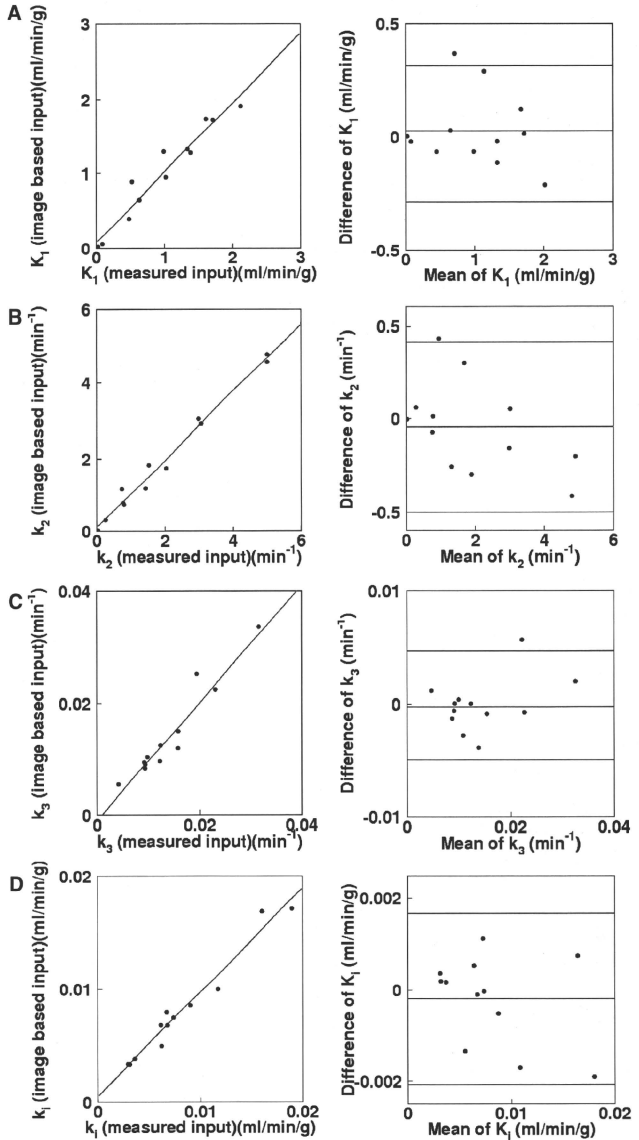 A
K1 (image based input)(ml/min/g)
3
2
1
0
0
1
2
3
K1 (measured input)(ml/min/g)
Difference of K1 (ml/min/g)
0.5
0
-0.5
0
1
2
3
Mean of K1 (ml/min/g)
B
k2 (image based input)(min-1)
6
4
2
0
0
2
4
6
k2 (measured input)(min-1)
Difference of k2 (min-1)
0.5
0
-0.5
0
2
4
6
Mean of k2 (min-1)
C
k3 (image based input)(min-1)
0.04
0.02
0
0
0.02
0.04
k3 (measured input)(min-1)
Difference of k3 (min-1)
0.01
0
-0.01
0
0.02
0.04
Mean of k3 (min-1)
D
ki (image based input)(ml/min/g)
0.02
0.01
0
0
0.01
0.02
ki (measured input)(ml/min/g)
Difference of Ki (ml/min/g)
0.002
0
-0.002
0
0.01
0.02
Mean of Ki (ml/min/g)